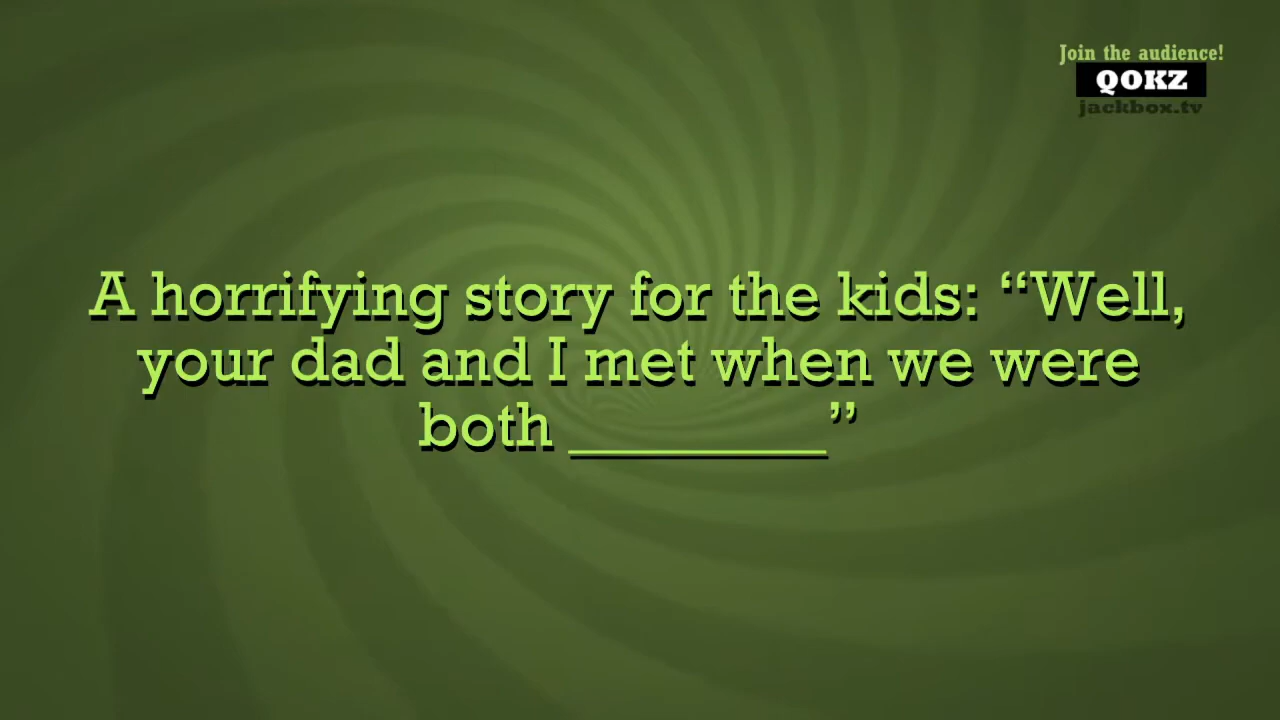 Join the audience!
QOKZ
jackbox.tv
A horrifying story for the kids: “Well,
your dad and I met when we were
both ________”